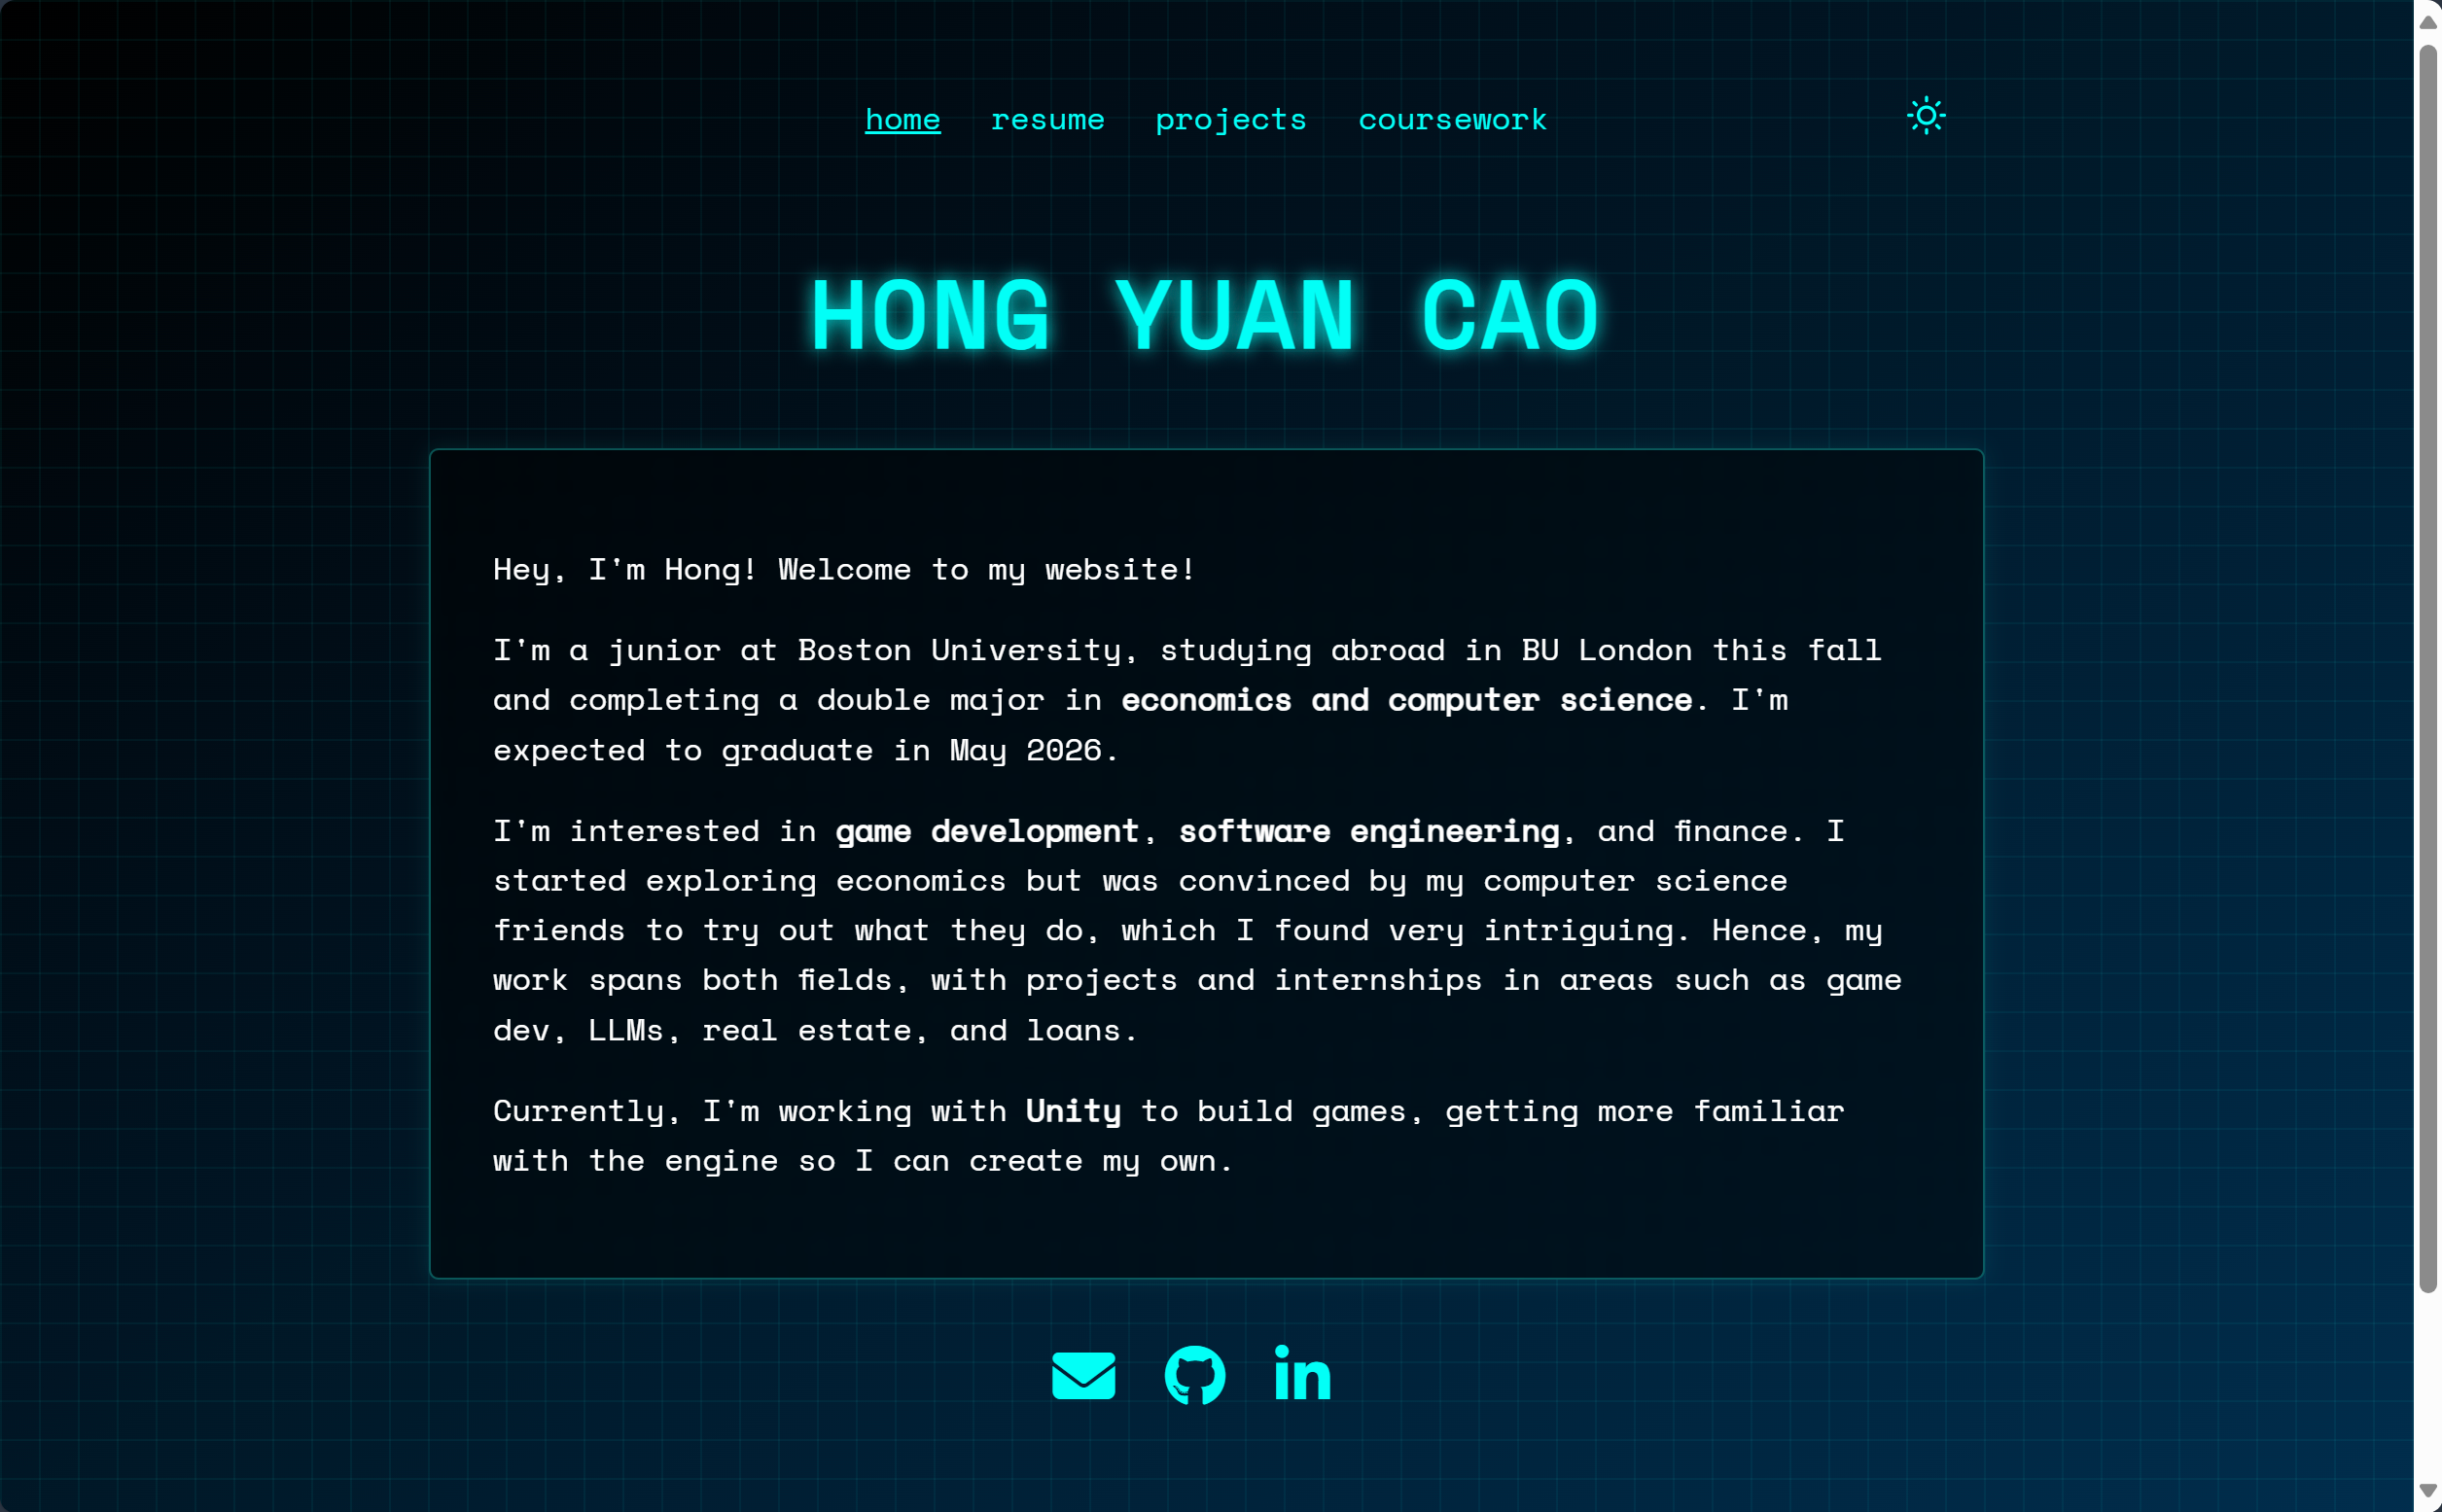 home resume projects coursework
HONG YUAN CAO
Hey, I'm Hong! Welcome to my website!
I'm a junior at Boston University, studying abroad in BU London this fall
and completing a double major in economics and computer science. I'm
expected to graduate in May 2026.
I'm interested in game development, software engineering, and finance. I
started exploring economics but was convinced by my computer science
friends to try out what they do, which I found very intriguing. Hence, my
work spans both fields, with projects and internships in areas such as game
dev, LLMs, real estate, and loans.
Currently, I'm working with Unity to build games, getting more familiar
with the engine so I can create my own.
in